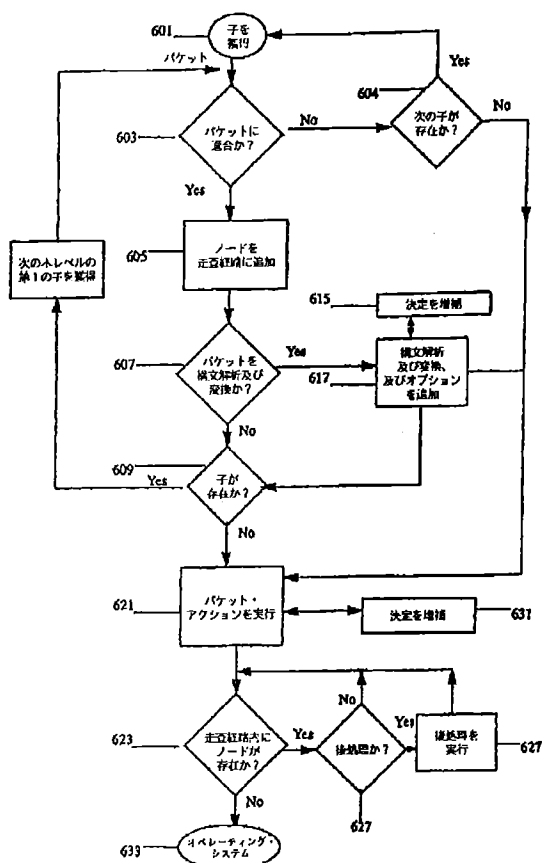 601
子を
獲得
パケット
Yes
604
603
パケットに
適合か？
No
次の子が
存在か？
No
Yes
605
ノードを
走査経路に追加
次の木レベルの
第1の子を獲得
615
決定を増補
607
パケットを
構文解析及び
変換か？
Yes
617
構文解析
及び変換、
及びオプション
を追加
No
609
子が
存在か？
Yes
No
621
パケット・
アクションを実行
決定を増補
631
623
走査経路内に
ノードが
存在か？
Yes
後処理か？
No
Yes
後処理を
実行
627
627
No
633
オペレーティング・
システム